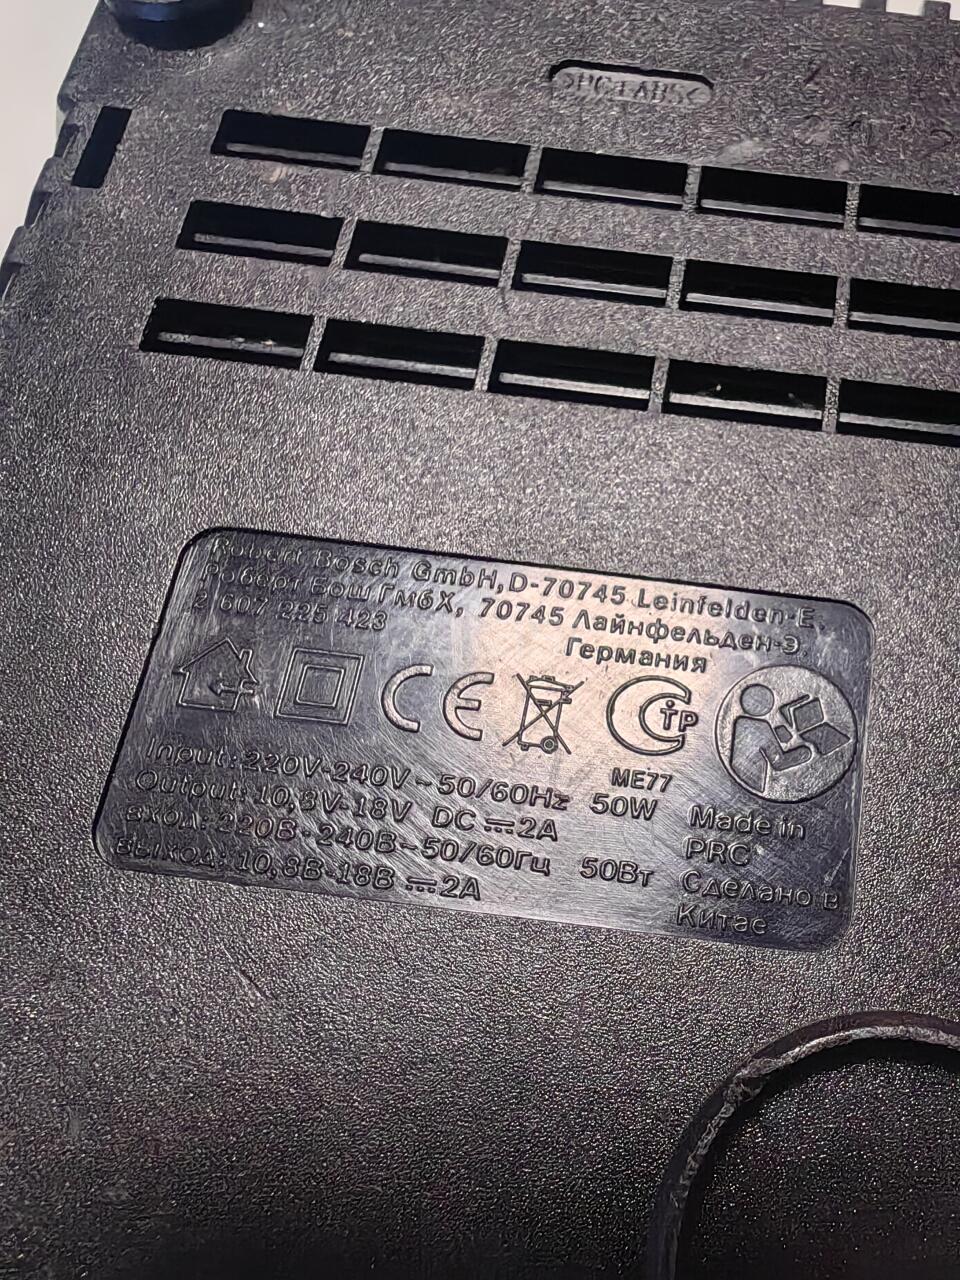 >PC+ABS<
Robert Bosch GmbH, D-70745 Leinfelden-E.
Роберт Бош ГмбХ, 70745 Лайнфельден-Э,
Германия
2 607 225 423
CE
тр
ME77
Input: 220V-240V ~ 50/60Hz 50W
Output: 10,8V-18V DC ⎓ 2A
вход: 220В-240В~50/60Гц 50Вт
выход: 10,8В-18В ⎓ 2А
Made in
PRC
Сделано в
Китае